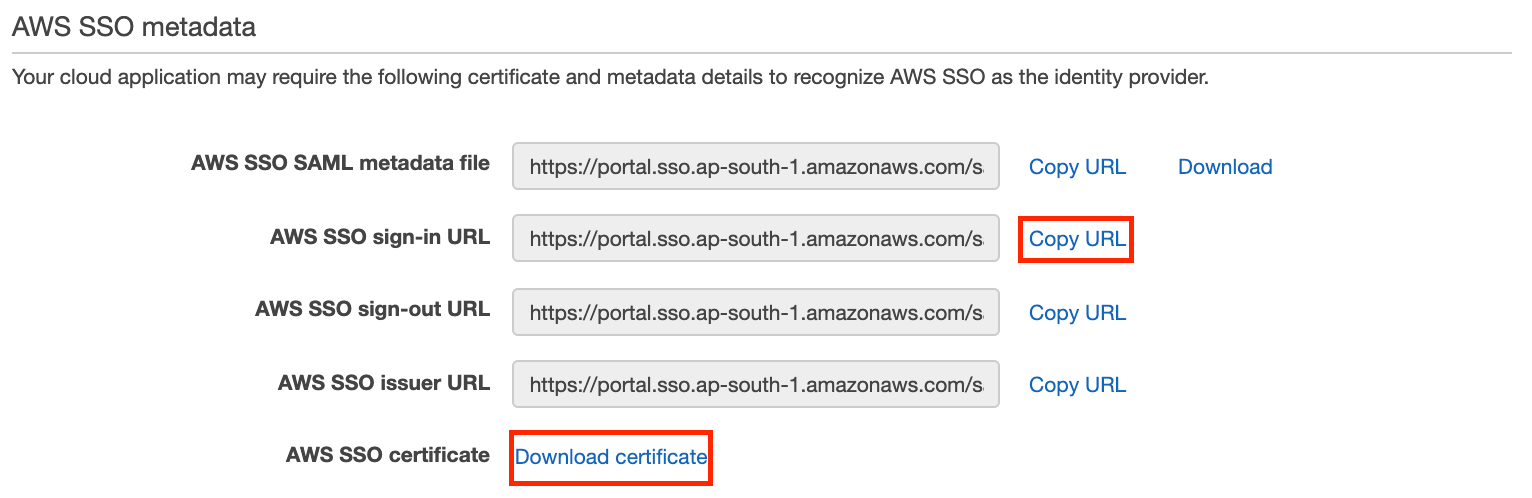 AWS SSO metadata
Your cloud application may require the following certificate and metadata details to recognize AWS SSO as the identity provider.
AWS SSO SAML metadata file https://portal.sso.ap-south-1.amazonaws.com/sa Copy URL Download
AWS SSO sign-in URL https://portal.sso.ap-south-1.amazonaws.com/sa Copy URL
AWS SSO sign-out URL https://portal.sso.ap-south-1.amazonaws.com/sa Copy URL
AWS SSO issuer URL https://portal.sso.ap-south-1.amazonaws.com/sa Copy URL
AWS SSO certificate Download certificate